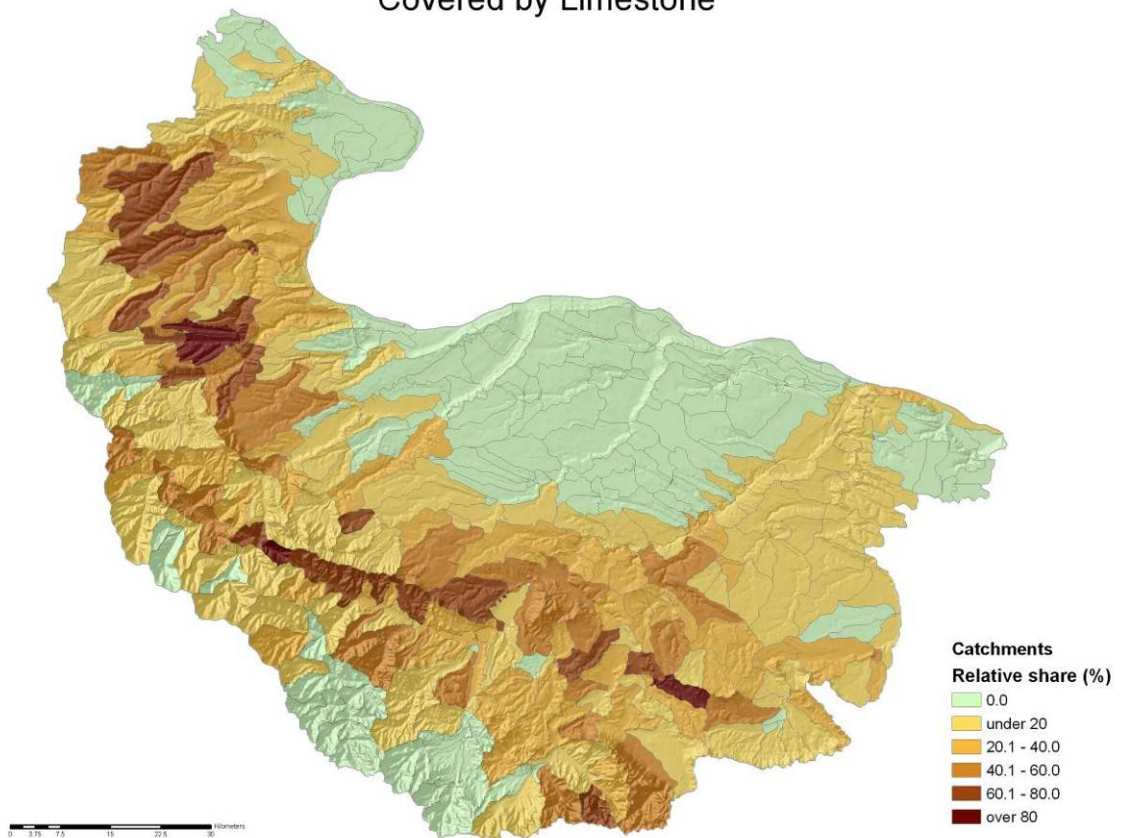 Covered by Limestone
Catchments
Relative share (%)
0.0
under 20
20.1 - 40.0
40.1 - 60.0
60.1 - 80.0
over 80
0 3.75 7.5 15 22.5 30 Kilometers